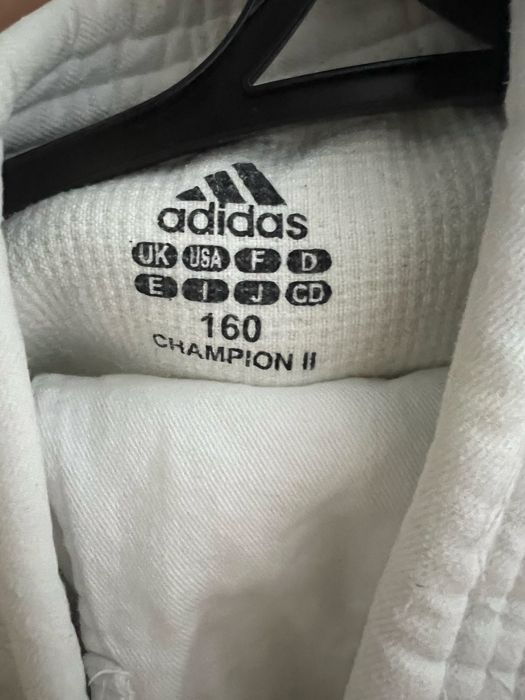 adidas
UK USA F D
E I J CD
160
CHAMPION II